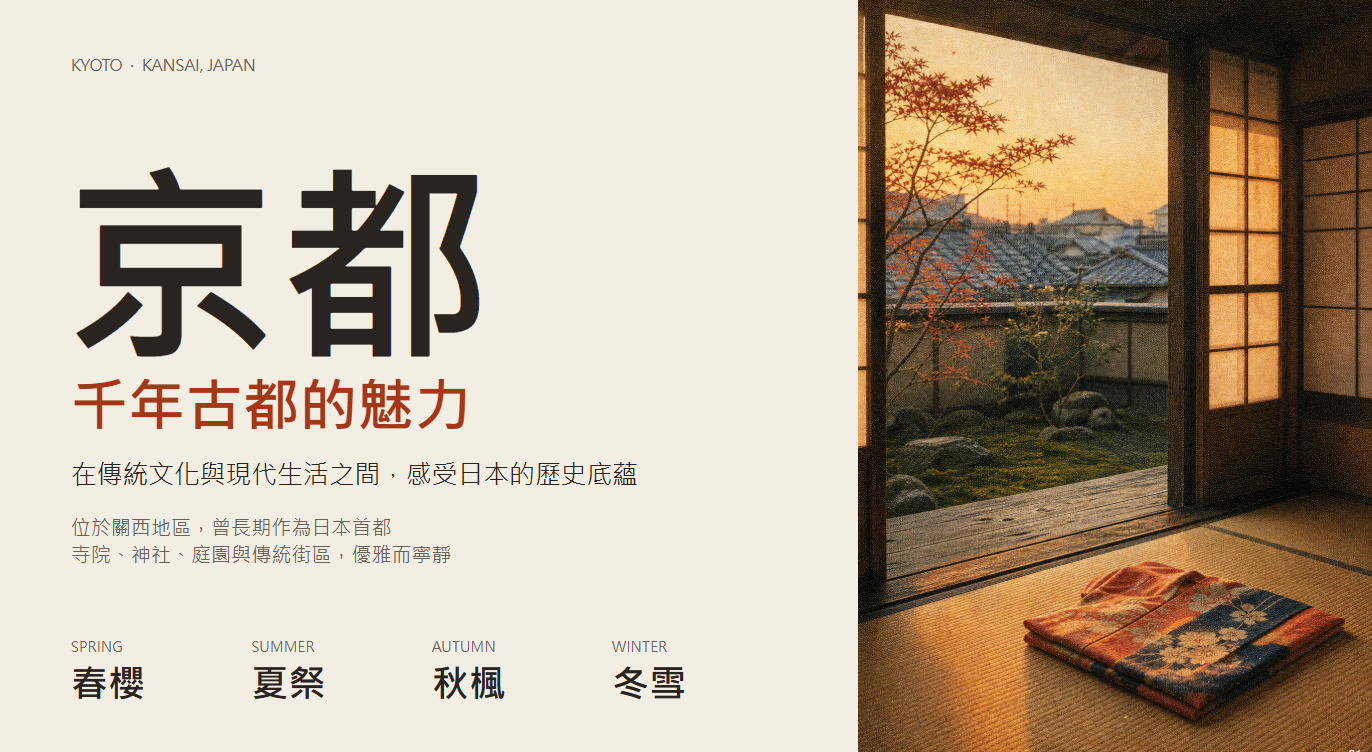 KYOTO · KANSAI, JAPAN
京都
千年古都的魅力
在傳統文化與現代生活之間，感受日本的歷史底蘊
位於關西地區，曾長期作為日本首都
寺院、神社、庭園與傳統街區，優雅而寧靜
SPRING
春櫻
SUMMER
夏祭
AUTUMN
秋楓
WINTER
冬雪